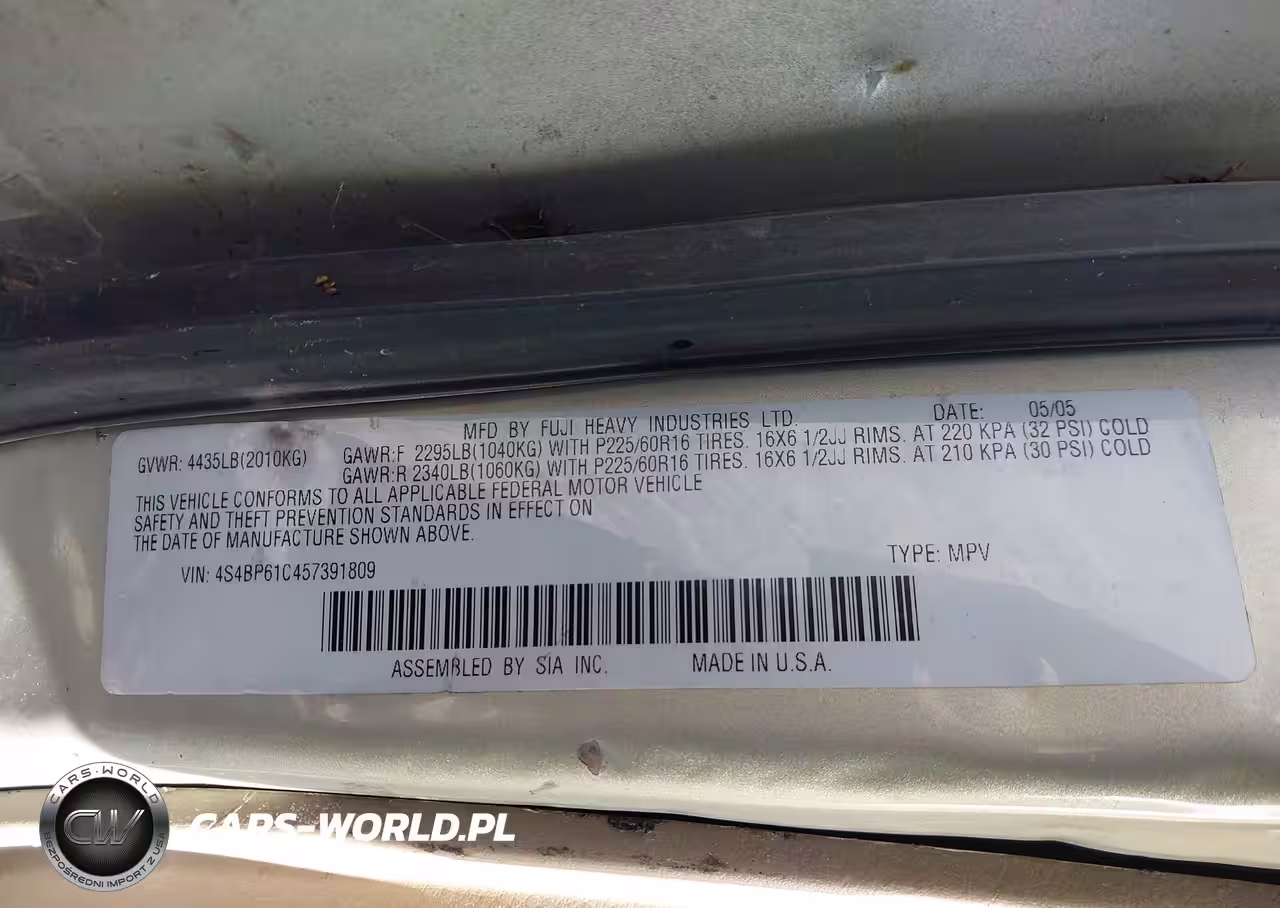 MFD BY FUJI HEAVY INDUSTRIES LTD. DATE: 05/05
GVWR: 4435LB(2010KG) GAWR:F 2295LB(1040KG) WITH P225/60R16 TIRES. 16X6 1/2JJ RIMS. AT 220 KPA (32 PSI) COLD
GAWR:R 2340LB(1060KG) WITH P225/60R16 TIRES. 16X6 1/2JJ RIMS. AT 210 KPA (30 PSI) COLD
THIS VEHICLE CONFORMS TO ALL APPLICABLE FEDERAL MOTOR VEHICLE
SAFETY AND THEFT PREVENTION STANDARDS IN EFFECT ON
THE DATE OF MANUFACTURE SHOWN ABOVE.
VIN: 4S4BP61C457391809 TYPE: MPV
ASSEMBLED BY SIA INC. MADE IN U.S.A.
CARS-WORLD
CW
BEZPOŚREDNI IMPORT Z USA
CARS-WORLD.PL